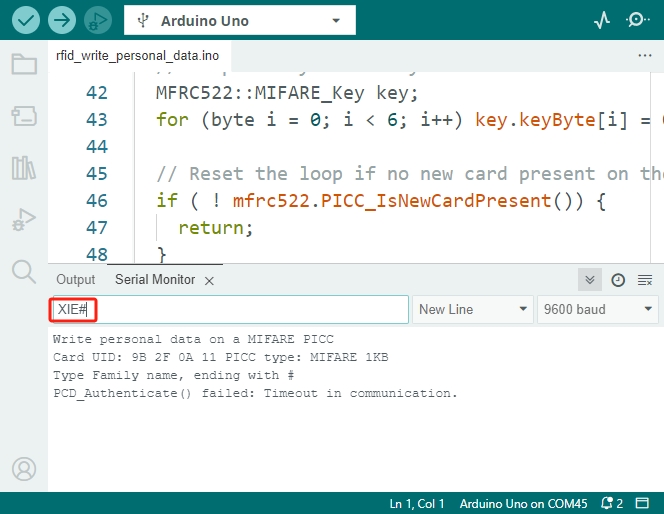 Arduino Uno
rfid_write_personal_data.ino
42 MFRC522::MIFARE_Key key;
43 for (byte i = 0; i < 6; i++) key.keyByte[i] =
44
45 // Reset the loop if no new card present on the
46 if ( ! mfrc522.PICC_IsNewCardPresent()) {
47 return;
48 }
Output Serial Monitor
XIE# New Line 9600 baud
Write personal data on a MIFARE PICC
Card UID: 9B 2F 0A 11 PICC type: MIFARE 1KB
Type Family name, ending with #
PCD_Authenticate() failed: Timeout in communication.
Ln 1, Col 1 Arduino Uno on COM45 2